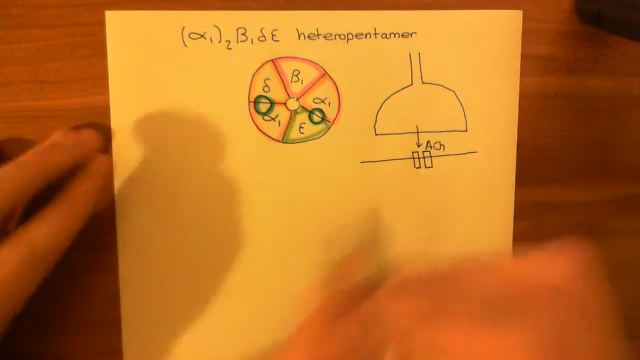 (α₁)₂ β₁ δ ε heteropentamer
β₁
δ
α₁
α₁
ε
ACh